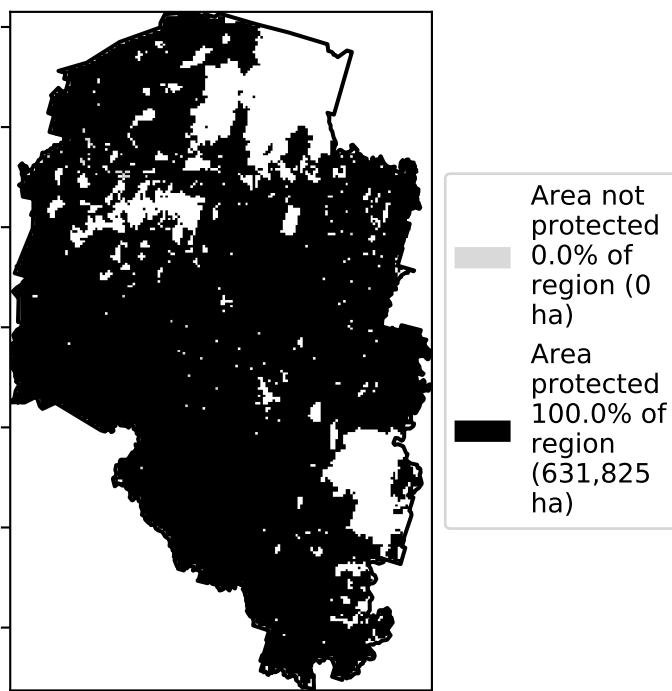 Area not
protected
0.0% of
region (0
ha)
Area
protected
100.0% of
region
(631,825
ha)